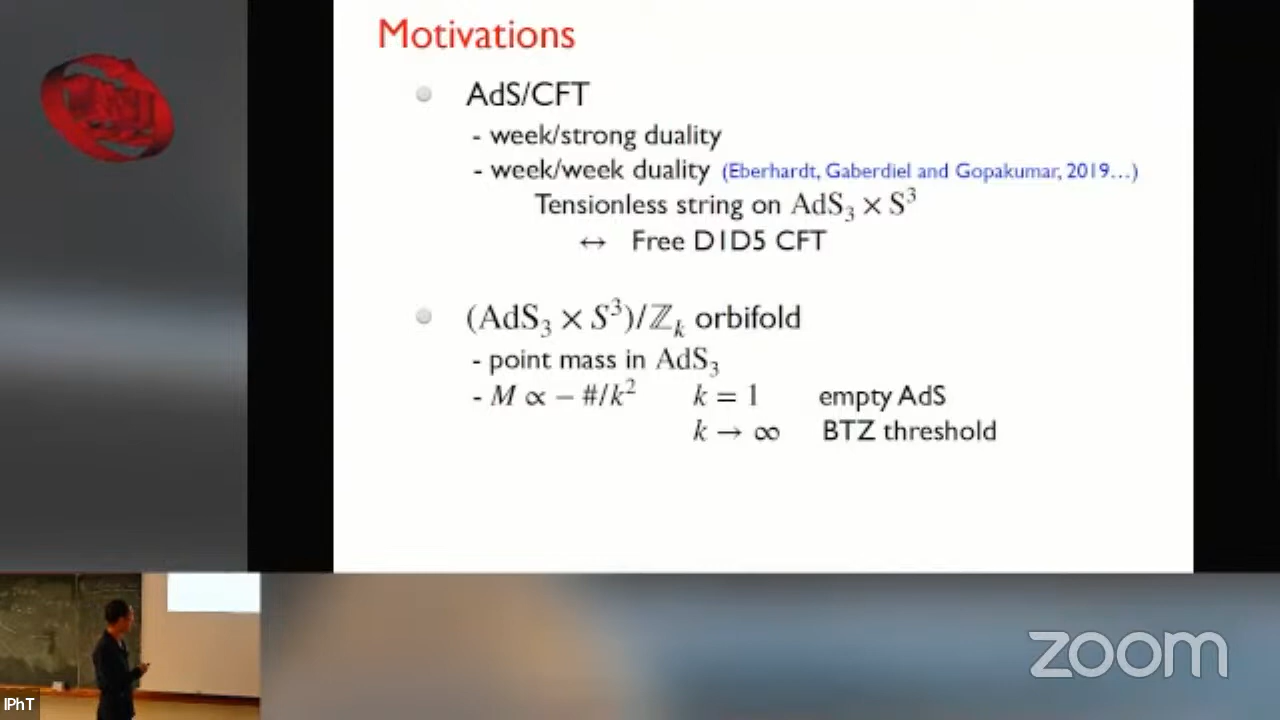 Motivations
AdS/CFT
- week/strong duality
- week/week duality (Eberhardt, Gaberdiel and Gopakumar, 2019…)
Tensionless string on AdS₃ × S³
↔ Free D1D5 CFT
(AdS₃ × S³)/ℤₖ orbifold
- point mass in AdS₃
- M ∝ − #/k² k = 1 empty AdS
k → ∞ BTZ threshold
zoom
IPhT